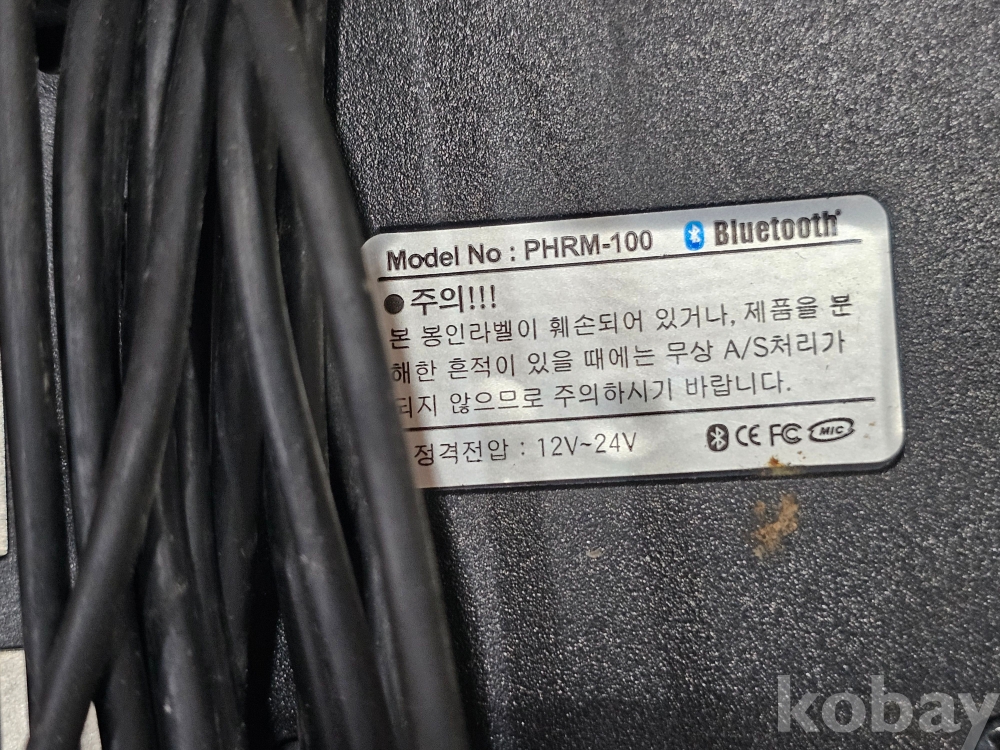 Model No : PHRM-100 Bluetooth
●주의!!!
본 봉인라벨이 훼손되어 있거나, 제품을 분
해한 흔적이 있을 때에는 무상 A/S처리가
되지 않으므로 주의하시기 바랍니다.
정격전압 : 12V~24V CE FC MIC
kobay